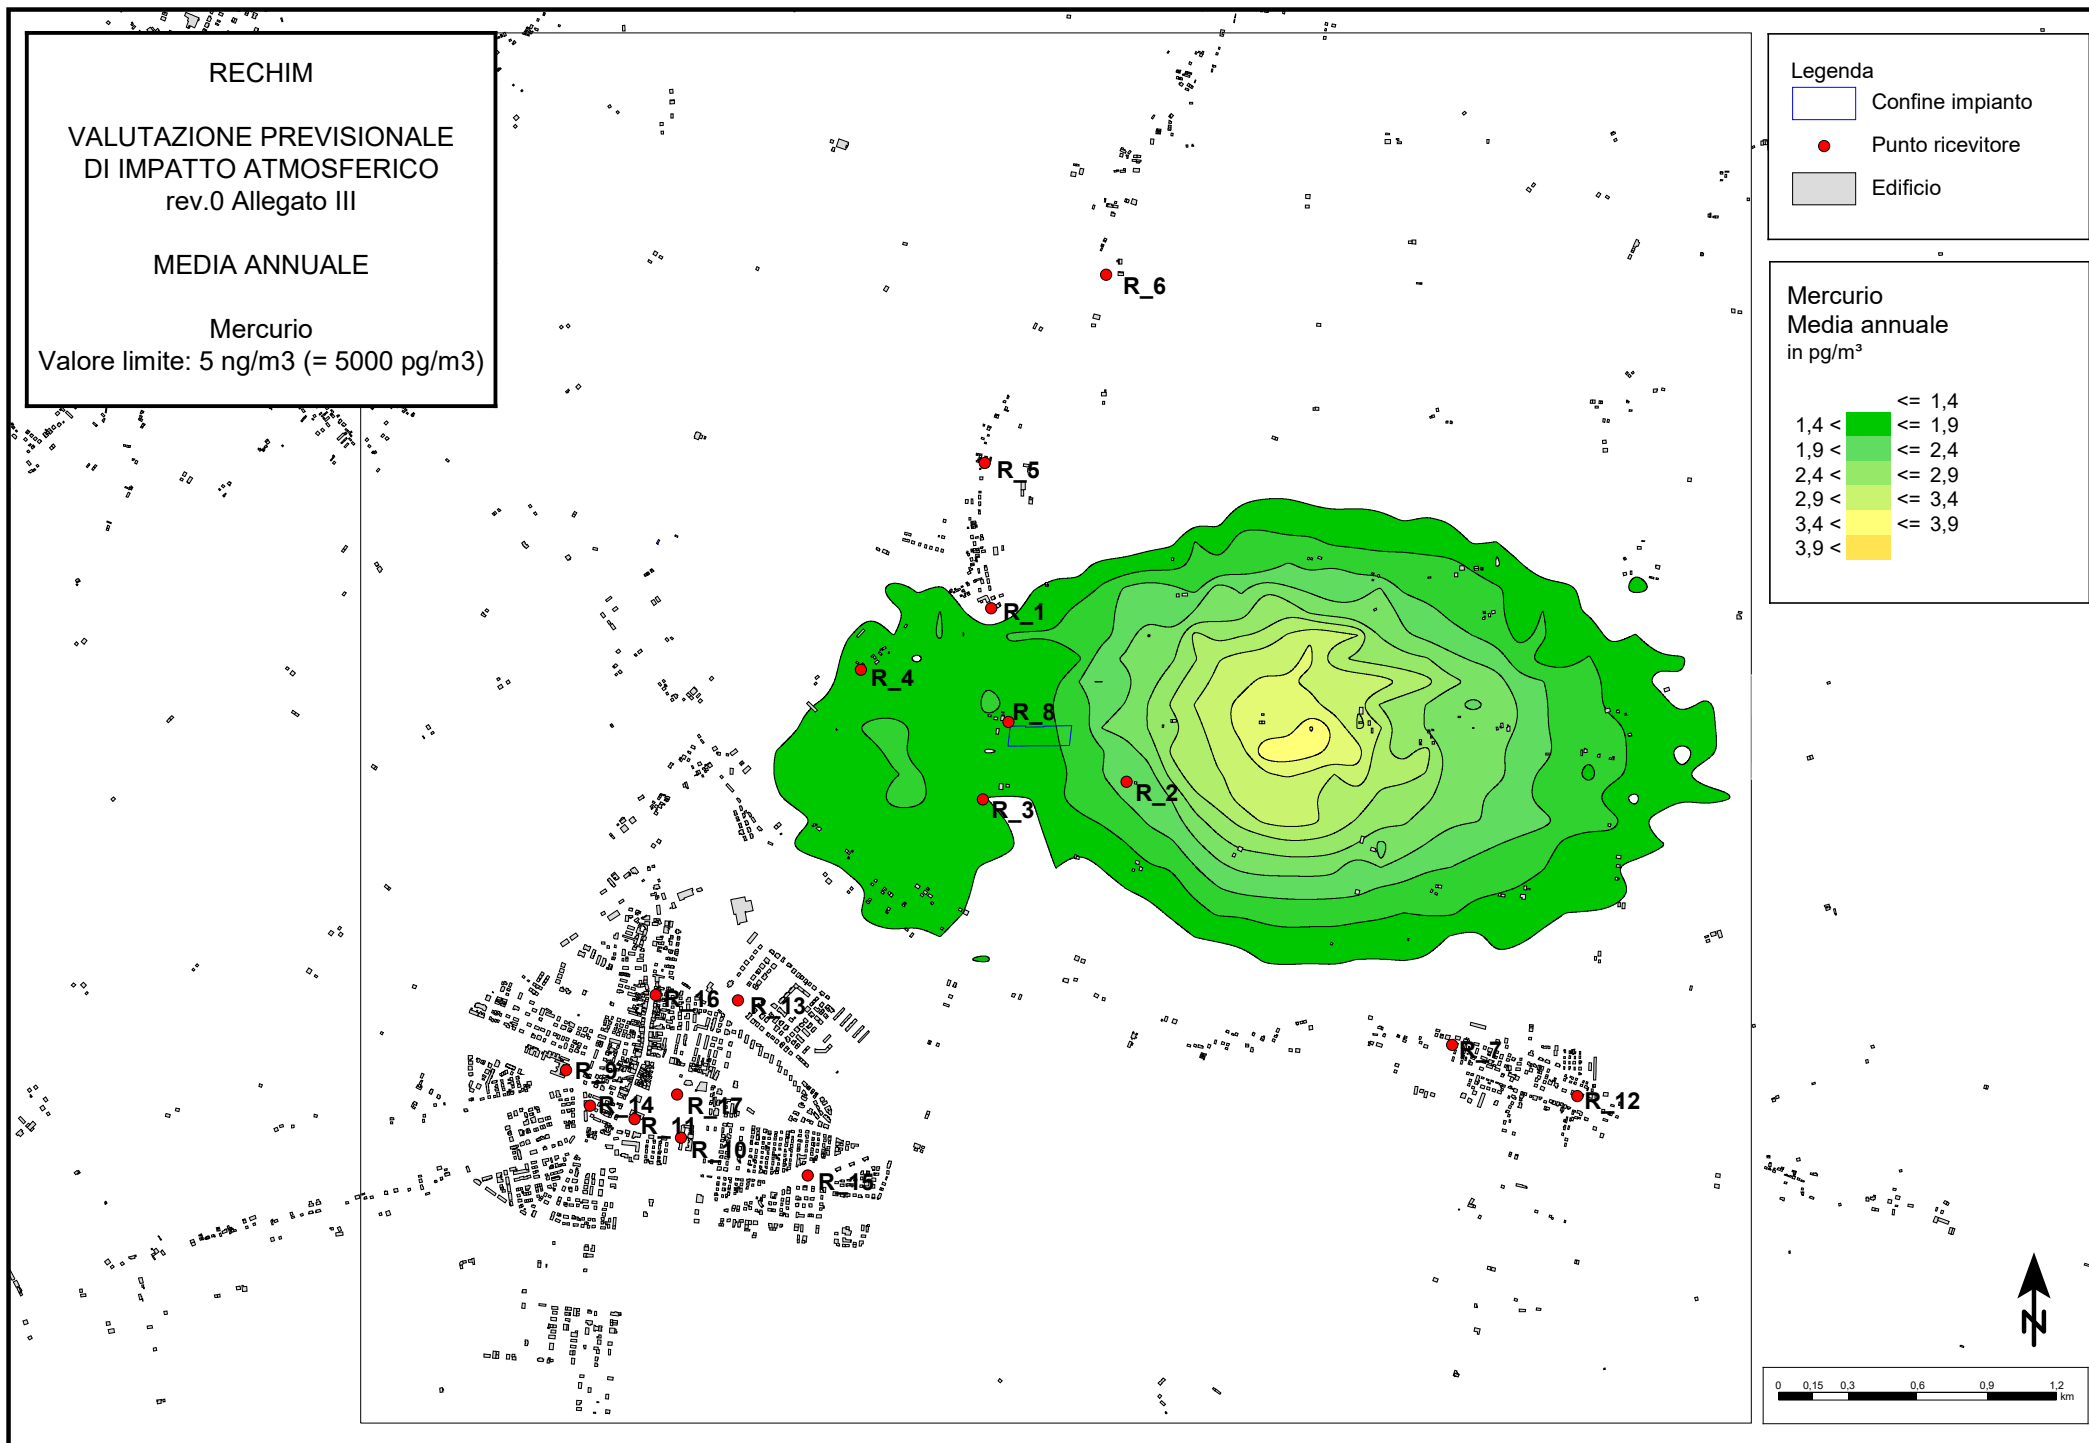 RECHIM
VALUTAZIONE PREVISIONALE
DI IMPATTO ATMOSFERICO
rev.0 Allegato III
MEDIA ANNUALE
Mercurio
Valore limite: 5 ng/m3 (= 5000 pg/m3)
Legenda
Confine impianto
Punto ricevitore
Edificio
Mercurio
Media annuale
in pg/m³
<= 1,4
1,4 < <= 1,9
1,9 < <= 2,4
2,4 < <= 2,9
2,9 < <= 3,4
3,4 < <= 3,9
3,9 <
R_6
R_5
R_1
R_4
R_8
R_2
R_3
R_16
R_13
R_7
R_9
R_14
R_17
R_12
R_11
R_10
R_15
N
0 0,15 0,3 0,6 0,9 1,2
km